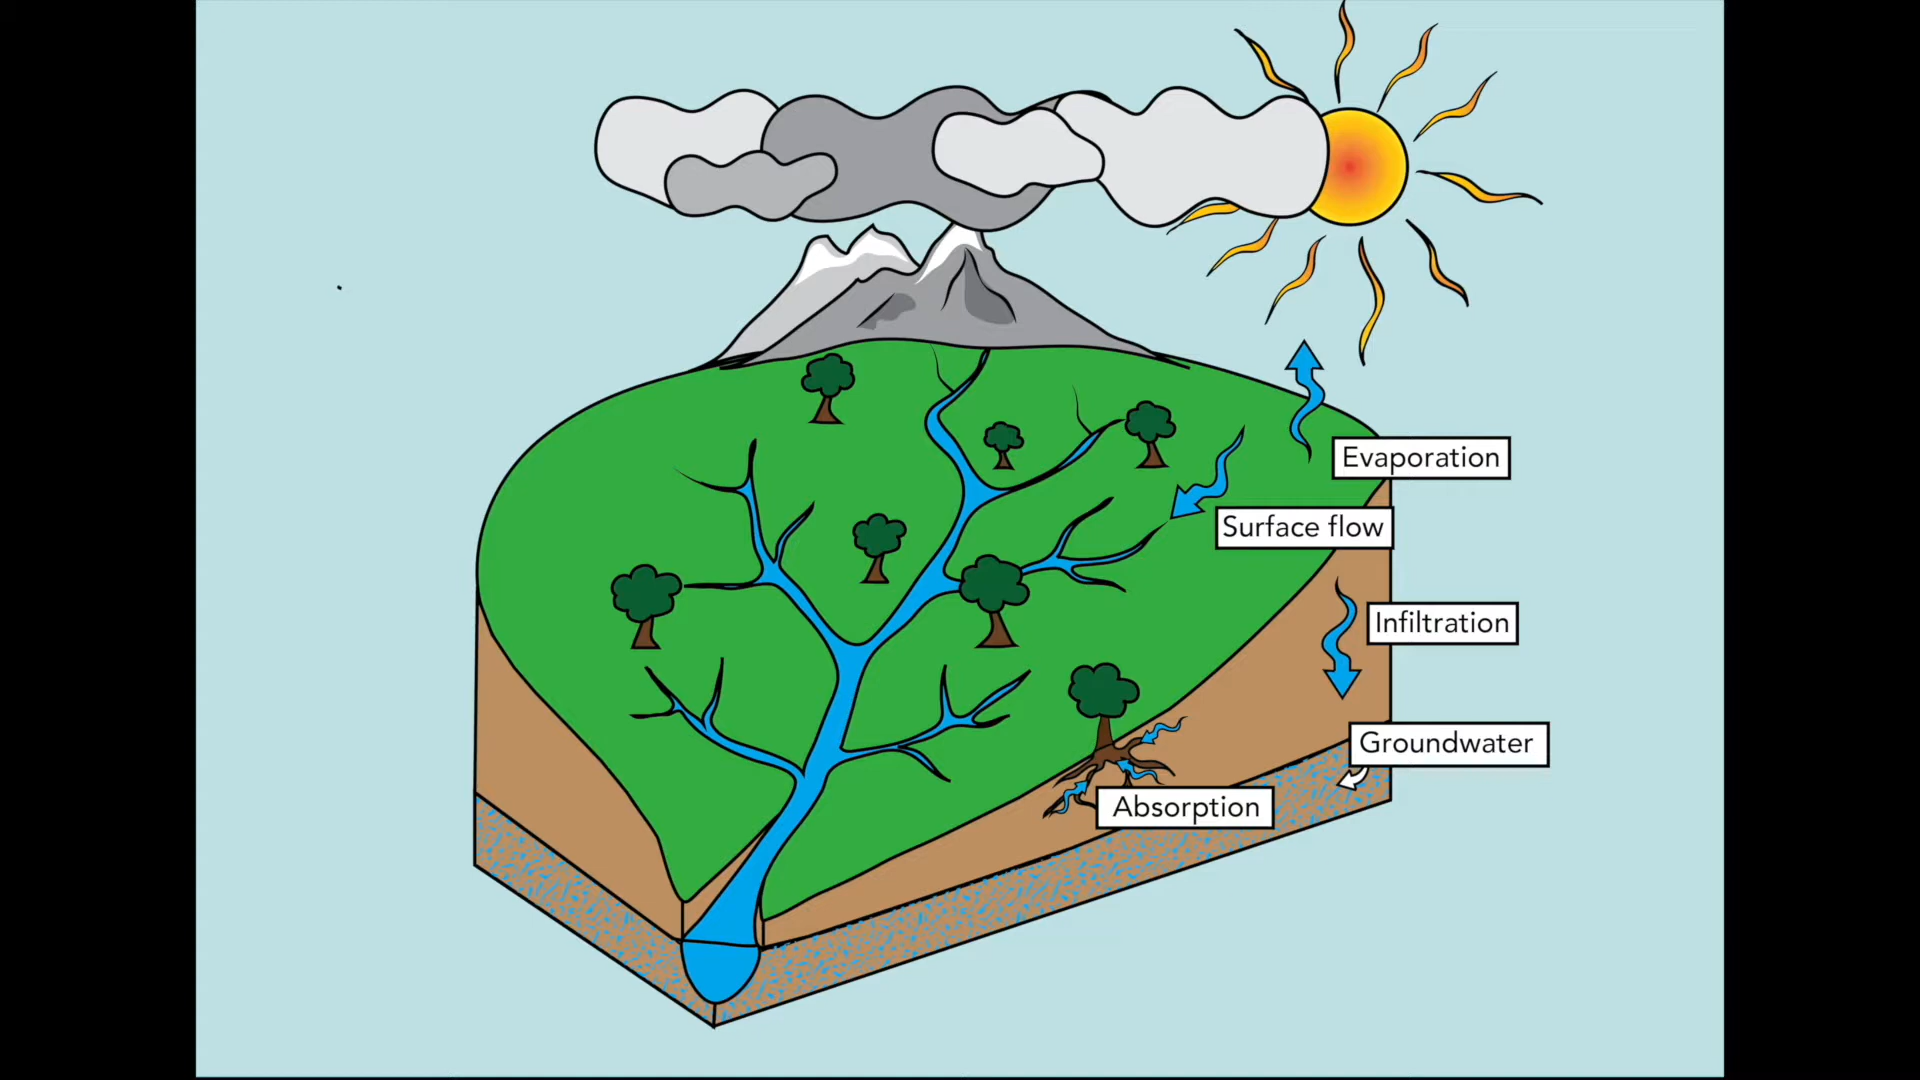 Evaporation
Surface flow
Infiltration
Groundwater
Absorption